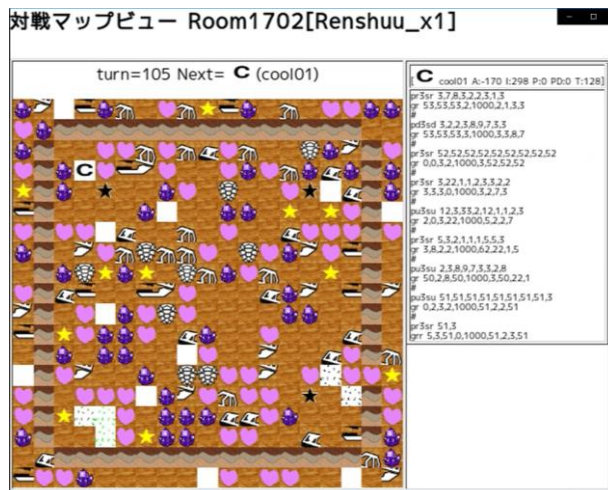 対戦マップビュー Room1702[Renshuu_x1]
turn=105 Next= C (cool01)
[ C cool01 A:-170 I:298 P:0 PD:0 T:128]
pr3sr 3,7,8,3,2,2,3,1,3
gr 53,53,53,2,1000,2,1,3,3
#
pd3sd 3,2,2,3,8,9,7,3,3
gr 53,53,53,3,1000,3,3,8,7
#
pr3sr 52,52,52,52,52,52,52,52,52
gr 0,0,3,2,1000,3,52,52,52
#
pr3sr 3,22,1,1,2,3,3,2,2
gr 3,3,3,0,1000,3,2,7,3
#
pu3su 12,3,33,2,12,1,1,2,3
gr 2,0,3,22,1000,5,2,2,7
#
pr3sr 5,3,2,1,1,1,5,5,3
gr 3,8,2,2,1000,62,22,1,5
#
pu3su 2,3,8,9,7,3,3,2,8
gr 50,2,8,50,1000,3,50,22,1
#
pu3su 51,51,51,51,51,51,51,51,3
gr 0,2,3,2,1000,51,2,2,51
#
pr3sr 51,3
grr 5,3,51,0,1000,51,2,3,51
C